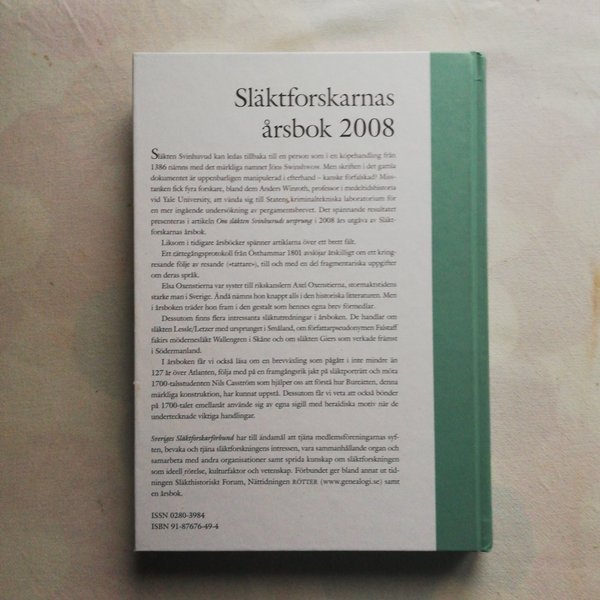 Släktforskarnas
årsbok 2008
Släkten Svinhuvud kan ledas tillbaka till en person som i en köpehandling från
1386 nämns med det märkliga namnet Jöns Swinshwow. Men skriften i det gamla
dokumentet är uppenbarligen manipulerad i efterhand – kanske förfalskad? Miss-
tanken fick fyra forskare, bland dem Anders Winroth, professor i medeltidshistoria
vid Yale University, att vända sig till Statens kriminaltekniska laboratorium för
en mer ingående undersökning av pergamentsbrevet. Det spännande resultatet
presenteras i artikeln Om släkten Svinhuvuds ursprung i 2008 års utgåva av Släkt-
forskarnas årsbok.
Liksom i tidigare årsböcker spänner artiklarna över ett brett fält.
Ett rättegångsprotokoll från Östhammar 1801 avslöjar åtskilligt om ett kring-
resande följe av resande («tattare»), till och med en del fragmentariska uppgifter
om deras språk.
Elsa Oxenstierna var syster till rikskanslern Axel Oxenstierna, stormaktstidens
starke man i Sverige. Ändå nämns hon knappt alls i den historiska litteraturen. Men
i årsboken träder hon fram i den gestalt som hennes egna brev förmedlar.
Dessutom finns flera intressanta släktutredningar i årsboken. De handlar om
släkten Lessle/Letzer med ursprunget i Småland, om författarpseudonymen Falstaff
fakirs mödernesläkt Wallengren i Skåne och om släkten Giers som verkade främst
i Södermanland.
I årsboken får vi också läsa om en brevväxling som pågått i inte mindre än
127 år över Atlanten, följa med på en framgångsrik jakt på släktporträtt och möta
1700-talsstudenten Nils Casström som hjälper oss att förstå hur Bureätten, denna
märkliga konstruktion, har kunnat uppstå. Dessutom får vi veta att också bönder
på 1700-talet emellanåt använde sig av egna sigill med heraldiska motiv när de
undertecknade viktiga handlingar.
Sveriges Släktforskarförbund har till ändamål att tjäna medlemsföreningarnas syf-
ten, bevaka och tjäna släktforskningens intressen, vara sammanhållande organ och
samarbeta med andra organisationer samt sprida kunskap om släktforskningen
som ideell rörelse, kulturfaktor och vetenskap. Förbundet ger bland annat ut tid-
ningen Släkthistoriskt Forum, Nättidningen RÖTTER (www.genealogi.se) samt
en årsbok.
ISSN 0280-3984
ISBN 91-87676-49-4